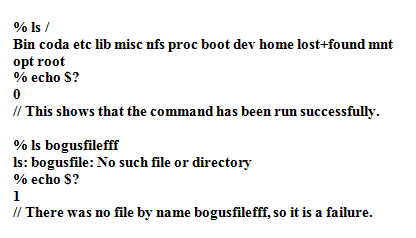 % ls /
Bin coda etc lib misc nfs proc boot dev home lost+found mnt
opt root
% echo $?
0
// This shows that the command has been run successfully.
% ls bogusfilefff
ls: bogusfile: No such file or directory
% echo $?
1
// There was no file by name bogusfilefff, so it is a failure.